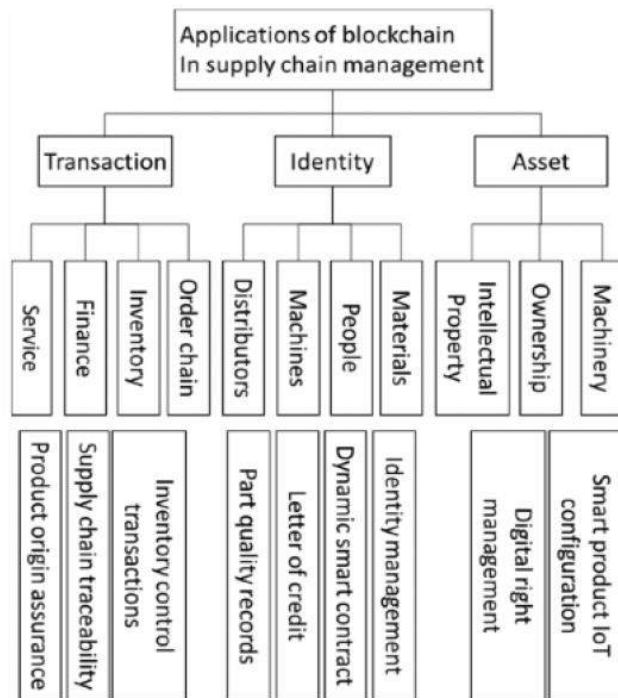 Applications of blockchain
In supply chain management
Transaction
Identity
Asset
Service
Finance
Inventory
Order chain
Distributors
Machines
People
Materials
Intellectual
Property
Ownership
Machinery
Product origin assurance
Supply chain traceability
Inventory control
transactions
Part quality records
Letter of credit
Dynamic smart contract
Identity management
Digital right
management
Smart product IoT
configuration